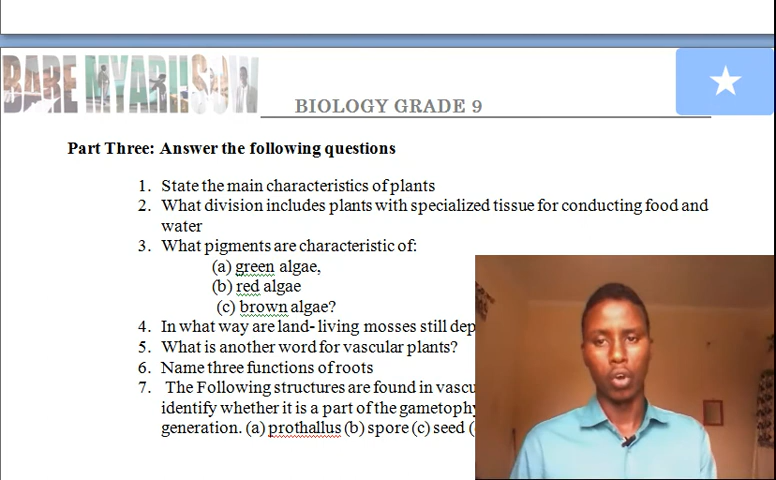 BARE MYARIISOW
BIOLOGY GRADE 9
Part Three: Answer the following questions
1. State the main characteristics of plants
2. What division includes plants with specialized tissue for conducting food and
water
3. What pigments are characteristic of:
(a) green algae,
(b) red algae
(c) brown algae?
4. In what way are land- living mosses still dep
5. What is another word for vascular plants?
6. Name three functions of roots
7. The Following structures are found in vascu
identify whether it is a part of the gametoph
generation. (a) prothallus (b) spore (c) seed (